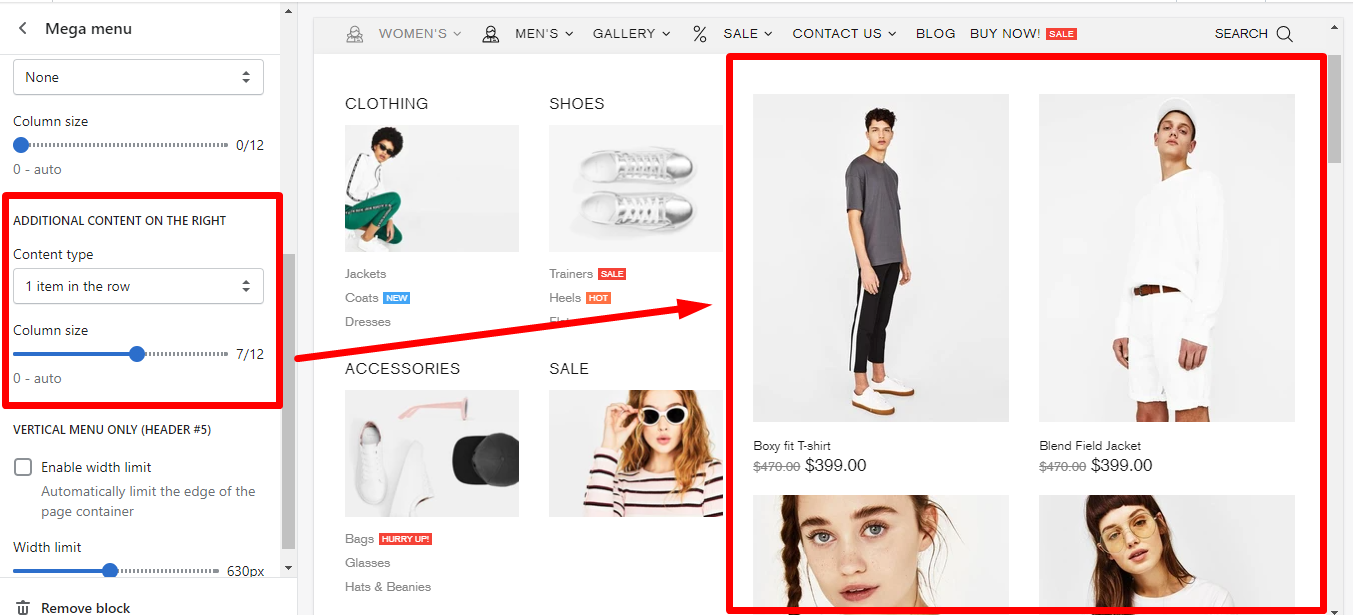 Mega menu
None
Column size
0/12
0 - auto
ADDITIONAL CONTENT ON THE RIGHT
Content type
1 item in the row
Column size
7/12
0 - auto
VERTICAL MENU ONLY (HEADER #5)
Enable width limit
Automatically limit the edge of the
page container
Width limit
630px
Remove block
WOMEN'S MEN'S GALLERY SALE CONTACT US BLOG BUY NOW! SALE SEARCH
CLOTHING
Jackets
Coats NEW
Dresses
SHOES
Trainers SALE
Heels HOT
ACCESSORIES
Bags HURRY UP!
Glasses
Hats & Beanies
SALE
Boxy fit T-shirt
$470.00 $399.00
Blend Field Jacket
$470.00 $399.00